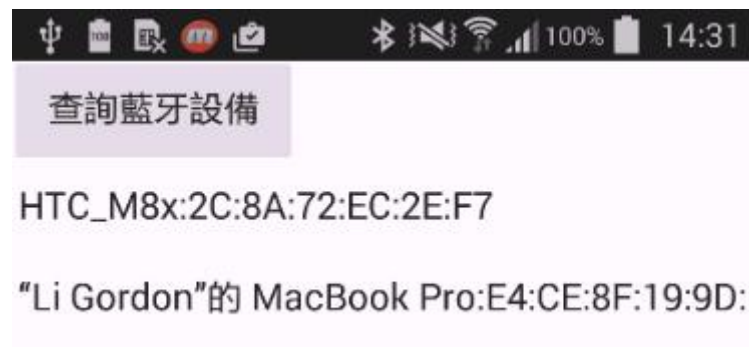 100% 14:31
查詢藍牙設備
HTC_M8x:2C:8A:72:EC:2E:F7
“Li Gordon”的 MacBook Pro:E4:CE:8F:19:9D: